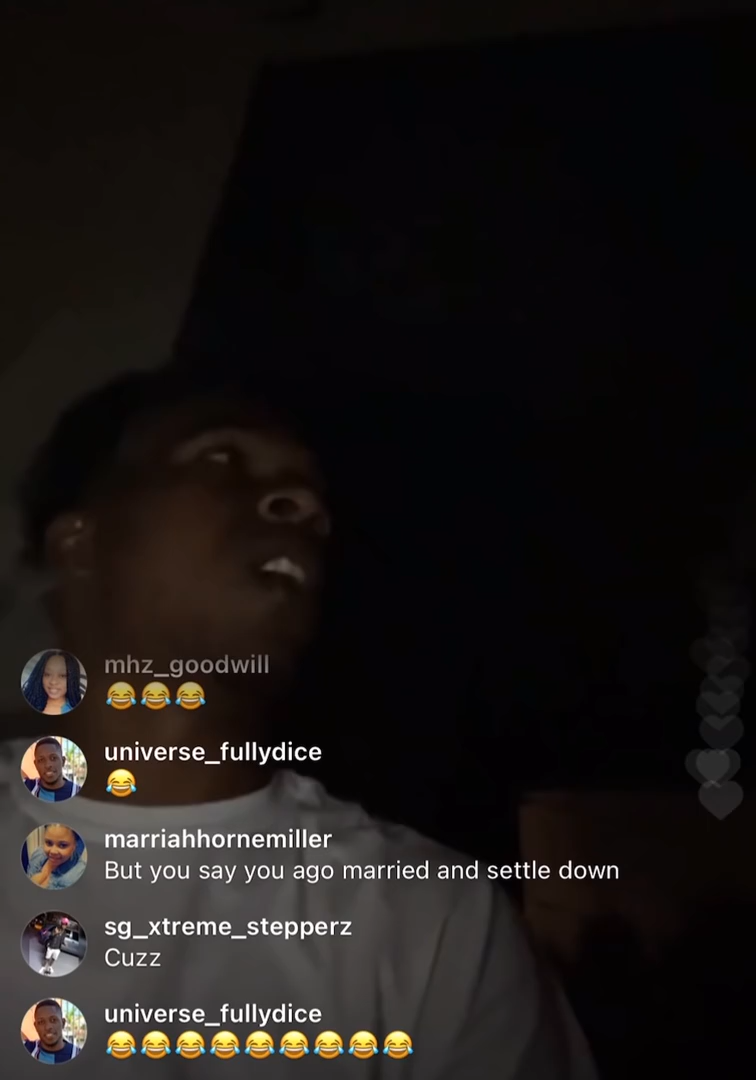 mhz_goodwill
😂😂😂
universe_fullydice
😂
marriahhornemiller
But you say you ago married and settle down
sg_xtreme_stepperz
Cuzz
universe_fullydice
😂😂😂😂😂😂😂😂😂